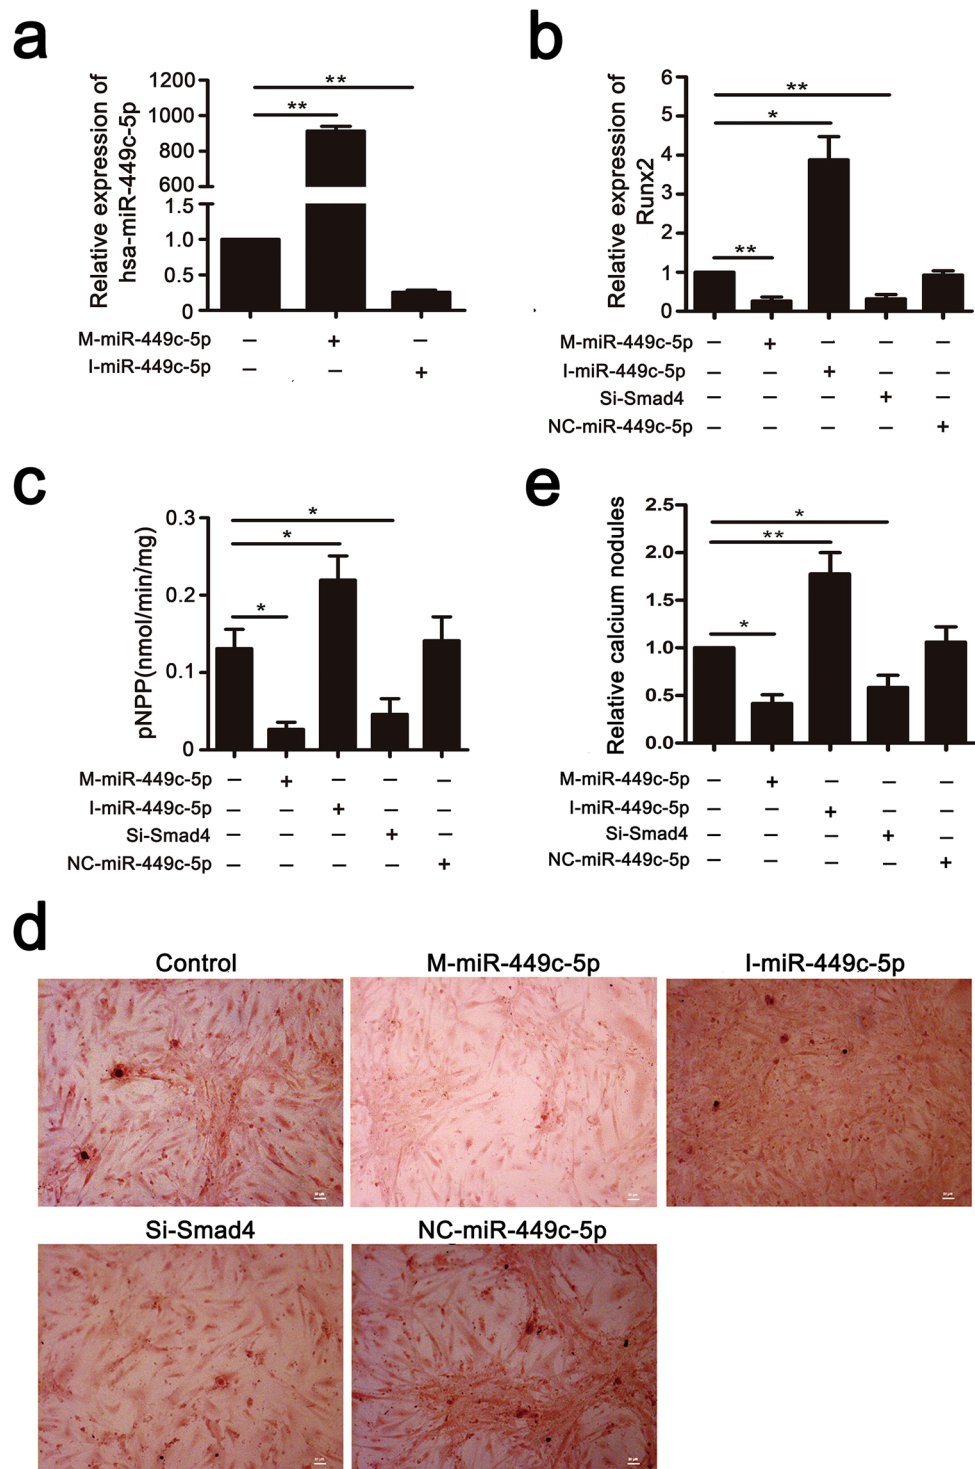 a
Relative expression of
hsa-miR-449c-5p
1200
1000
800
600
1.5
1.0
0.5
0
**
**
M-miR-449c-5p – + –
I-miR-449c-5p – – +
b
Relative expression of
Runx2
6
5
4
3
2
1
0
**
*
**
M-miR-449c-5p – + – – –
I-miR-449c-5p – – + – –
Si-Smad4 – – – + –
NC-miR-449c-5p – – – – +
c
pNPP(nmol/min/mg)
0.3
0.2
0.1
0
*
*
*
M-miR-449c-5p – + – – –
I-miR-449c-5p – – + – –
Si-Smad4 – – – + –
NC-miR-449c-5p – – – – +
e
Relative calcium nodules
2.5
2.0
1.5
1.0
0.5
0.0
*
**
*
M-miR-449c-5p – + – – –
I-miR-449c-5p – – + – –
Si-Smad4 – – – + –
NC-miR-449c-5p – – – – +
d
Control M-miR-449c-5p I-miR-449c-5p
Si-Smad4 NC-miR-449c-5p